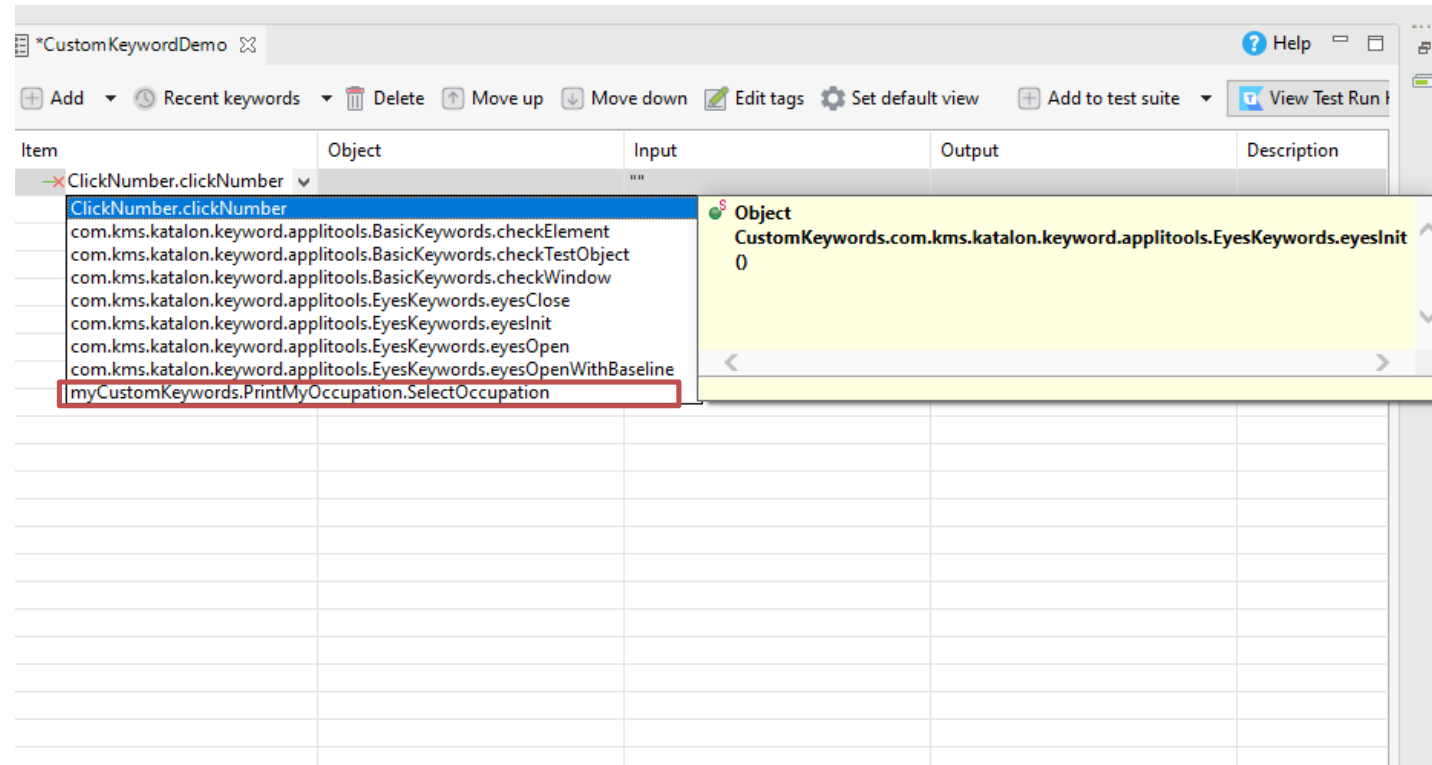 *CustomKeywordDemo
Help
Add Recent keywords Delete Move up Move down Edit tags Set default view Add to test suite View Test Run
Item Object Input Output Description
ClickNumber.clickNumber ""
ClickNumber.clickNumber
com.kms.katalon.keyword.applitools.BasicKeywords.checkElement
com.kms.katalon.keyword.applitools.BasicKeywords.checkTestObject
com.kms.katalon.keyword.applitools.BasicKeywords.checkWindow
com.kms.katalon.keyword.applitools.EyesKeywords.eyesClose
com.kms.katalon.keyword.applitools.EyesKeywords.eyesInit
com.kms.katalon.keyword.applitools.EyesKeywords.eyesOpen
com.kms.katalon.keyword.applitools.EyesKeywords.eyesOpenWithBaseline
myCustomKeywords.PrintMyOccupation.SelectOccupation
S Object
CustomKeywords.com.kms.katalon.keyword.applitools.EyesKeywords.eyesInit
()